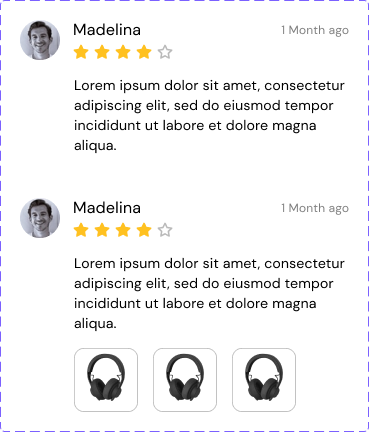 Madelina
1 Month ago
Lorem ipsum dolor sit amet, consectetur
adipiscing elit, sed do eiusmod tempor
incididunt ut labore et dolore magna
aliqua.
Madelina
1 Month ago
Lorem ipsum dolor sit amet, consectetur
adipiscing elit, sed do eiusmod tempor
incididunt ut labore et dolore magna
aliqua.